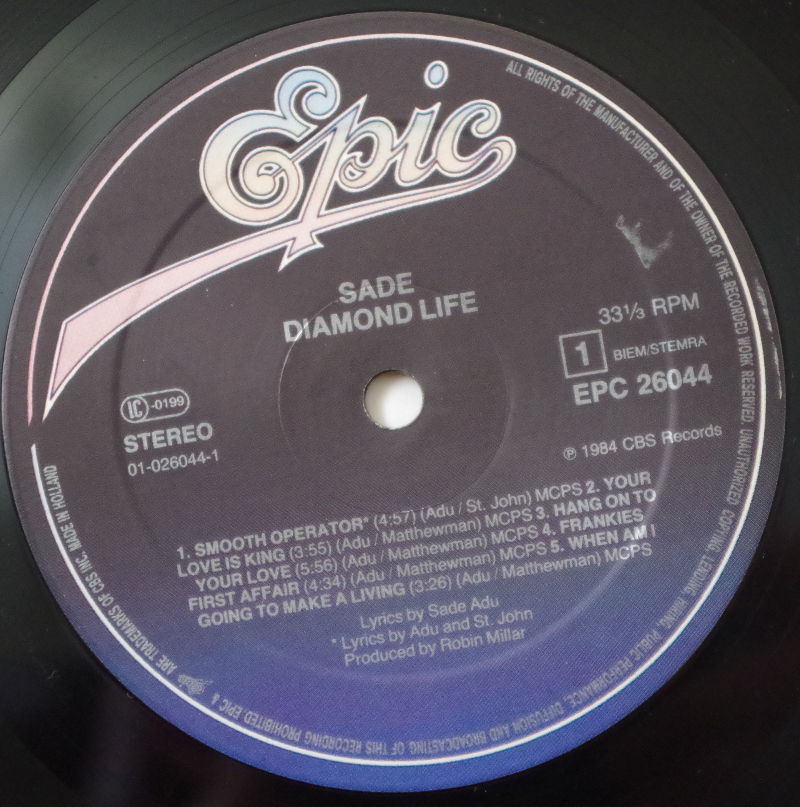 Epic
SADE
DIAMOND LIFE
33⅓ RPM
1 BIEM/STEMRA
EPC 26044
LC -0199
STEREO
01-026044-1
℗ 1984 CBS Records
1. SMOOTH OPERATOR* (4:57) (Adu / St. John) MCPS 2. YOUR
LOVE IS KING (3:55) (Adu / Matthewman) MCPS 3. HANG ON TO
YOUR LOVE (5:56) (Adu / Matthewman) MCPS 4. FRANKIES
FIRST AFFAIR (4:34) (Adu / Matthewman) MCPS 5. WHEN AM I
GOING TO MAKE A LIVING (3:26) (Adu / Matthewman) MCPS
Lyrics by Sade Adu
* Lyrics by Adu and St. John
Produced by Robin Millar
ALL RIGHTS OF THE MANUFACTURER AND OF THE OWNER OF THE RECORDED WORK RESERVED. UNAUTHORIZED COPYING, LENDING, HIRING, PUBLIC PERFORMANCE, DIFFUSION AND BROADCASTING OF THIS RECORDING PROHIBITED. EPIC & Epic ARE TRADEMARKS OF CBS INC. MADE IN HOLLAND